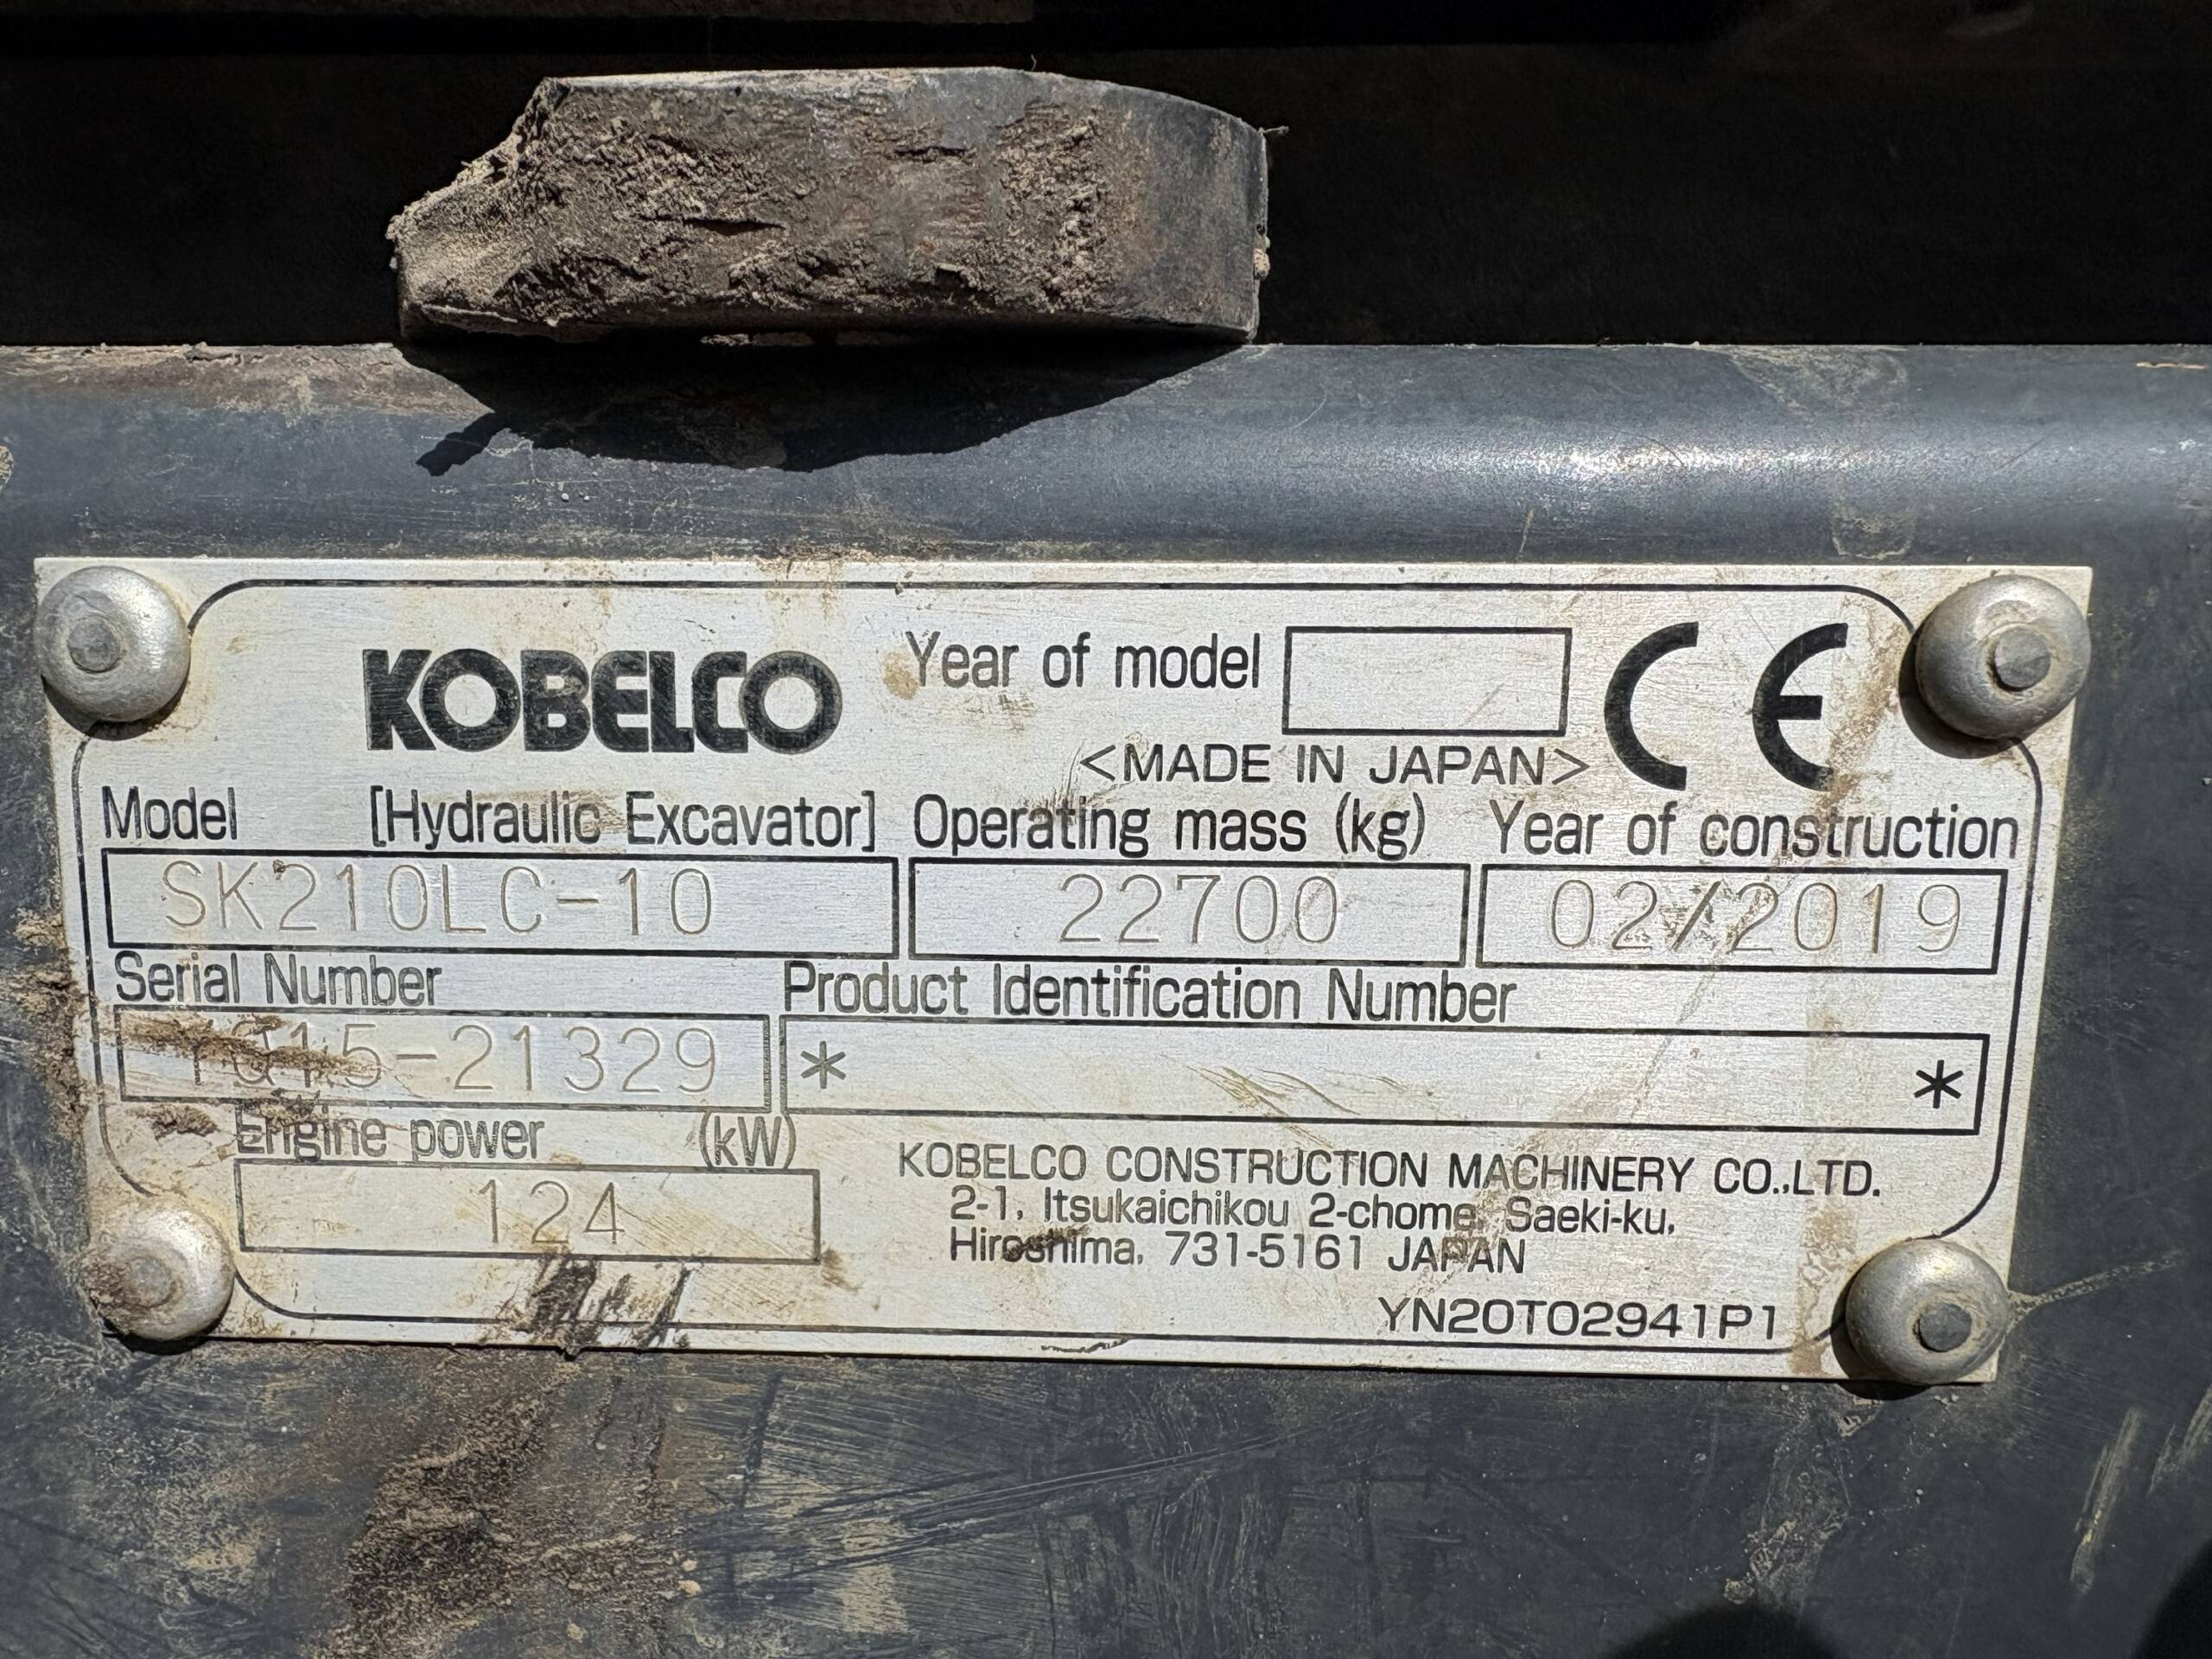 KOBELCO Year of model
<MADE IN JAPAN> CE
Model [Hydraulic Excavator] Operating mass (kg) Year of construction
SK210LC-10 22700 02/2019
Serial Number Product Identification Number
-21329 * *
Engine power (kW)
124
KOBELCO CONSTRUCTION MACHINERY CO.,LTD.
2-1, Itsukaichikou 2-chome, Saeki-ku,
Hiroshima, 731-5161 JAPAN
YN20T02941P1